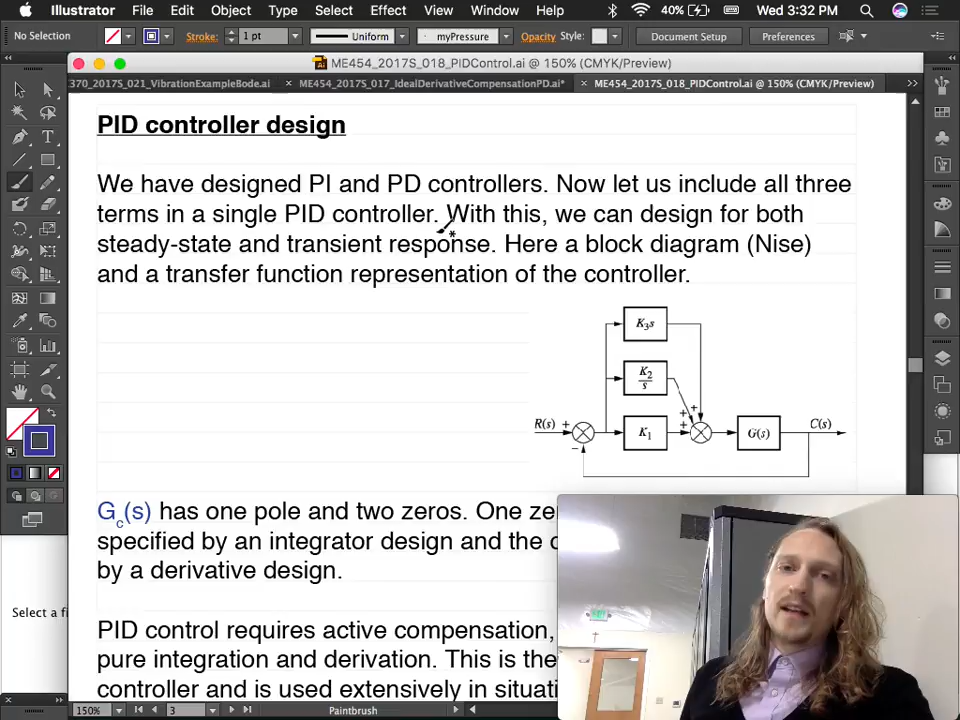 Illustrator File Edit Object Type Select Effect View Window Help 40% Wed 3:32 PM
No Selection Stroke: 1 pt Uniform myPressure Opacity Style: Document Setup Preferences
ME454_2017S_018_PIDControl.ai @ 150% (CMYK/Preview)
370_2017S_021_VibrationExampleBode.ai ME454_2017S_017_IdealDerivativeCompensationPD.ai* ME454_2017S_018_PIDControl.ai @ 150% (CMYK/Preview)
PID controller design
We have designed PI and PD controllers. Now let us include all three
terms in a single PID controller. With this, we can design for both
steady-state and transient response. Here a block diagram (Nise)
and a transfer function representation of the controller.
K3s
K2
s
R(s) + − K1 + + + G(s) C(s)
Gc(s) has one pole and two zeros. One ze
specified by an integrator design and the
by a derivative design.
Select a fi
PID control requires active compensation,
pure integration and derivation. This is the
controller and is used extensively in situati
150% 3 Paintbrush